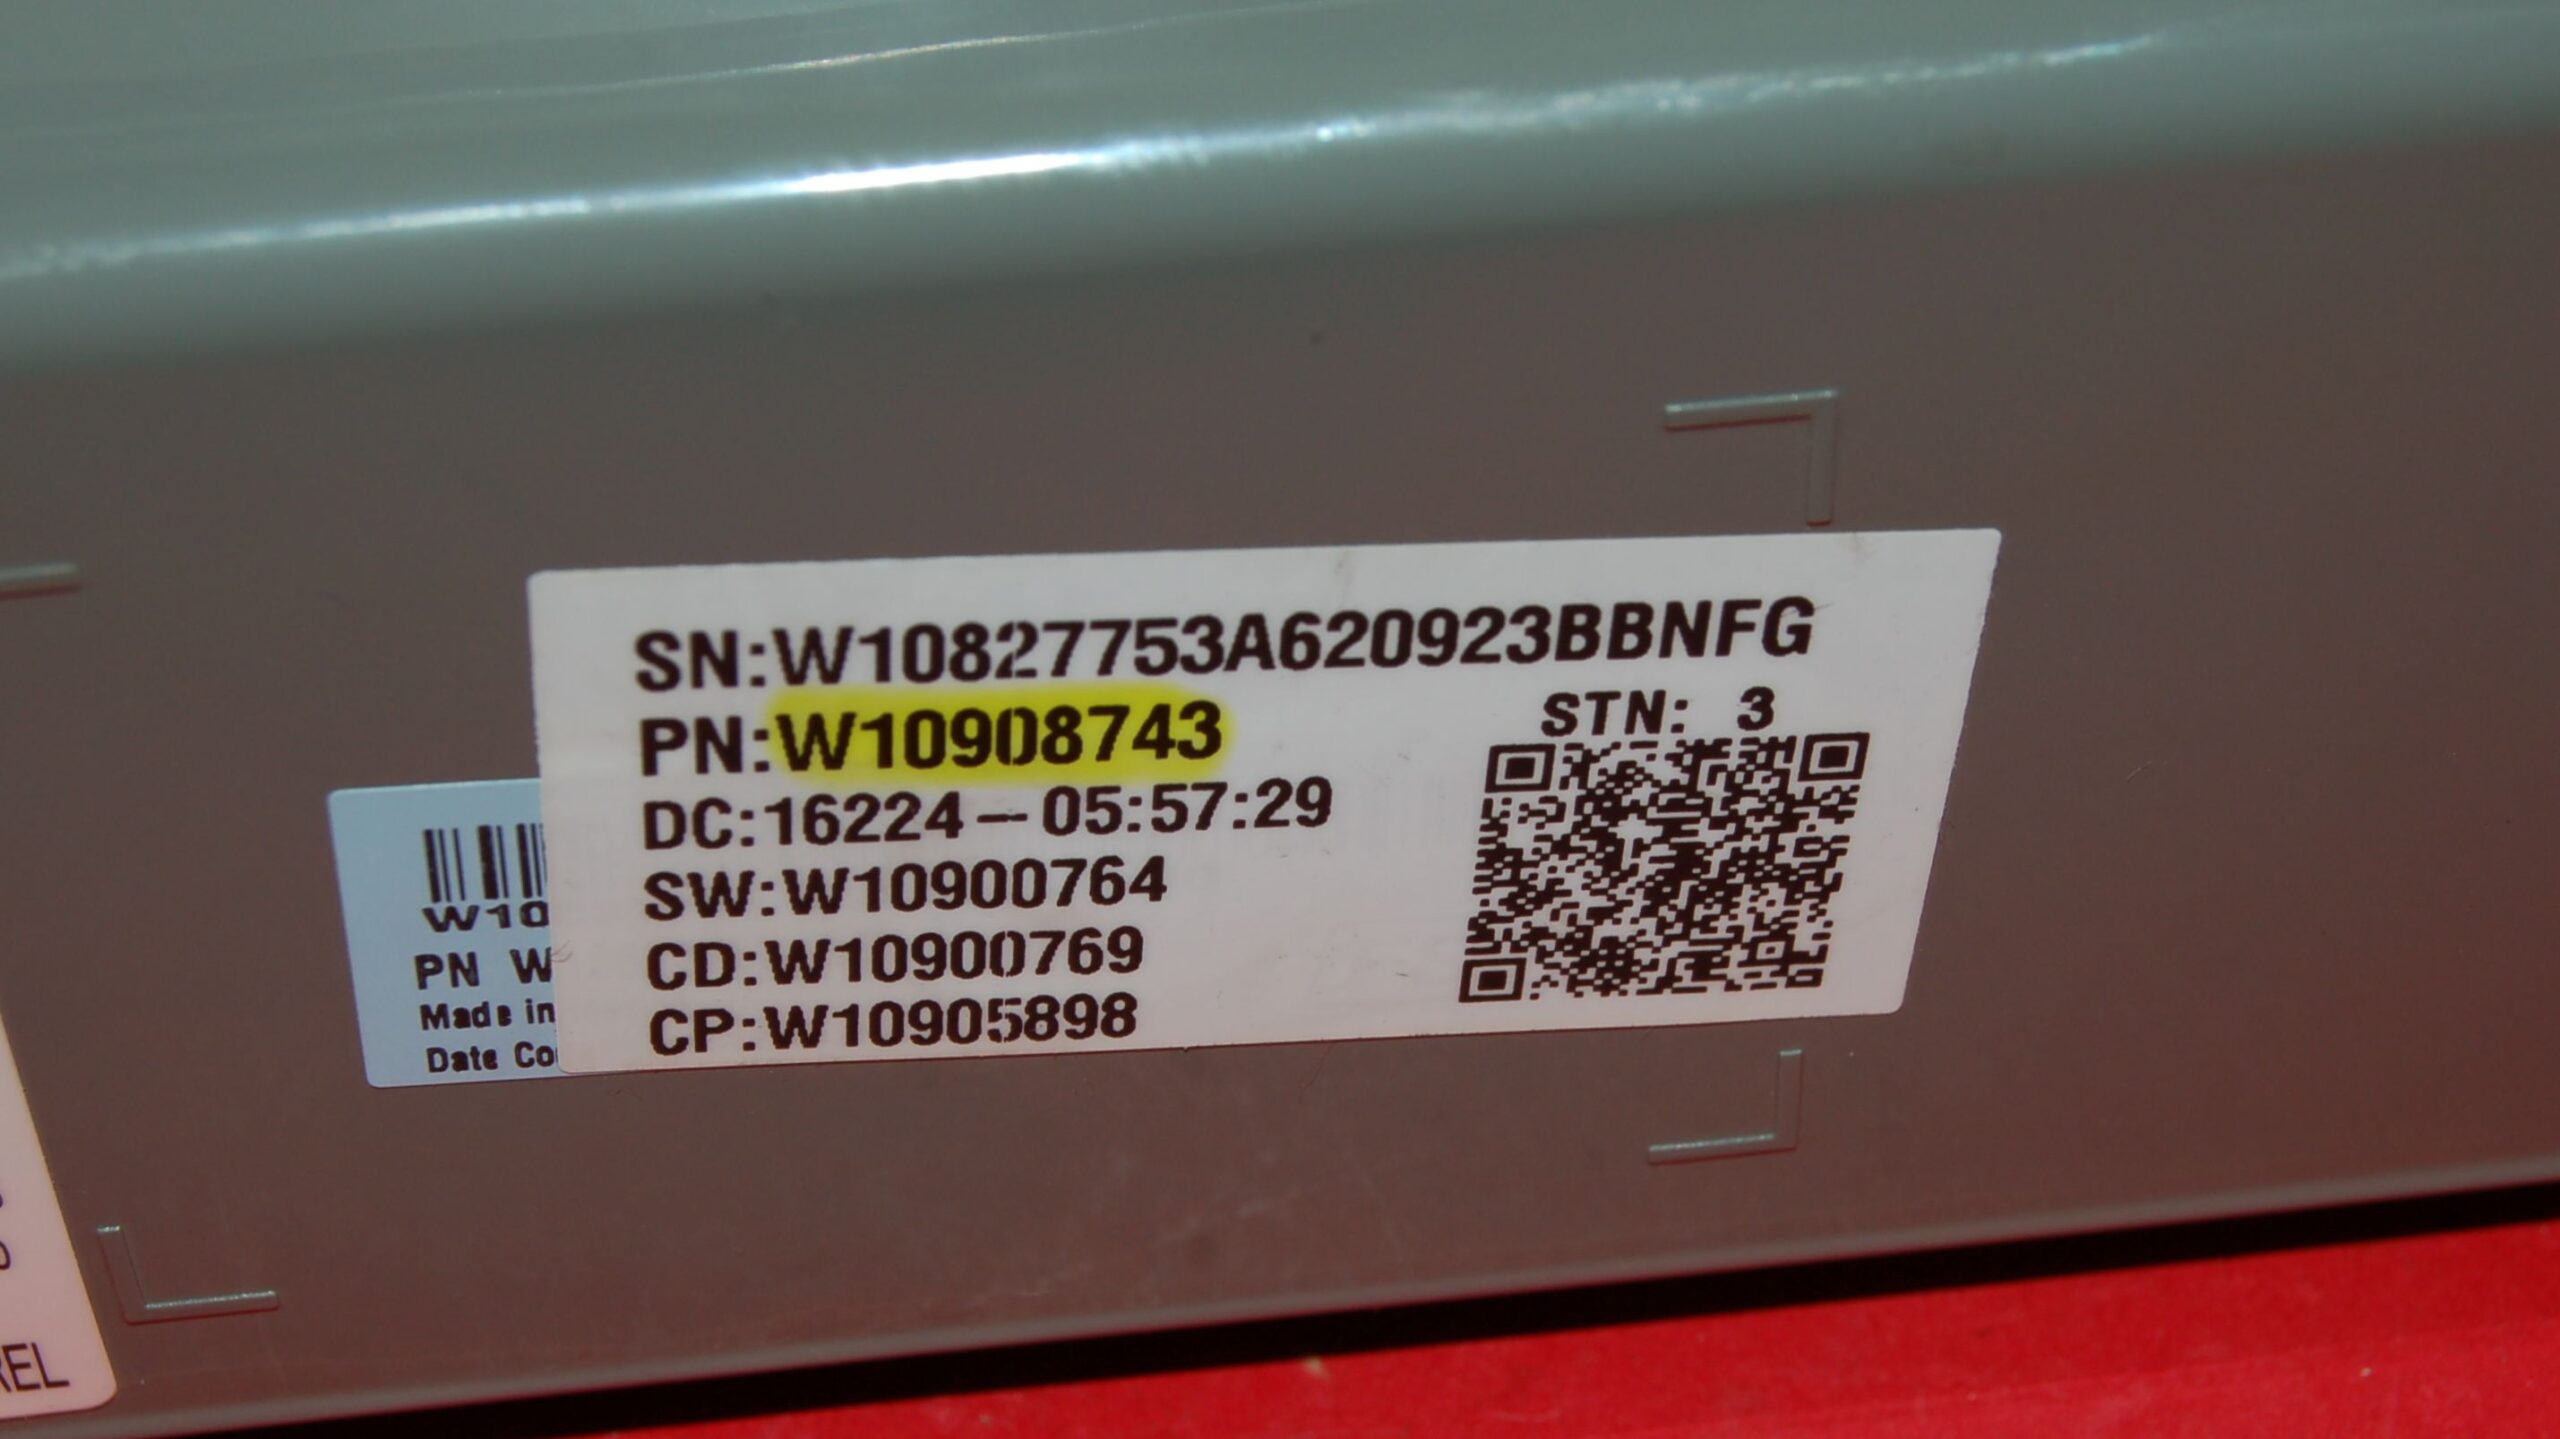 SN:W10827753A620923BBNFG
PN:W10908743
STN: 3
DC:16224-05:57:29
SW:W10900764
CD:W10900769
CP:W10905898
W10
PN W
Made in
Date Co
REL